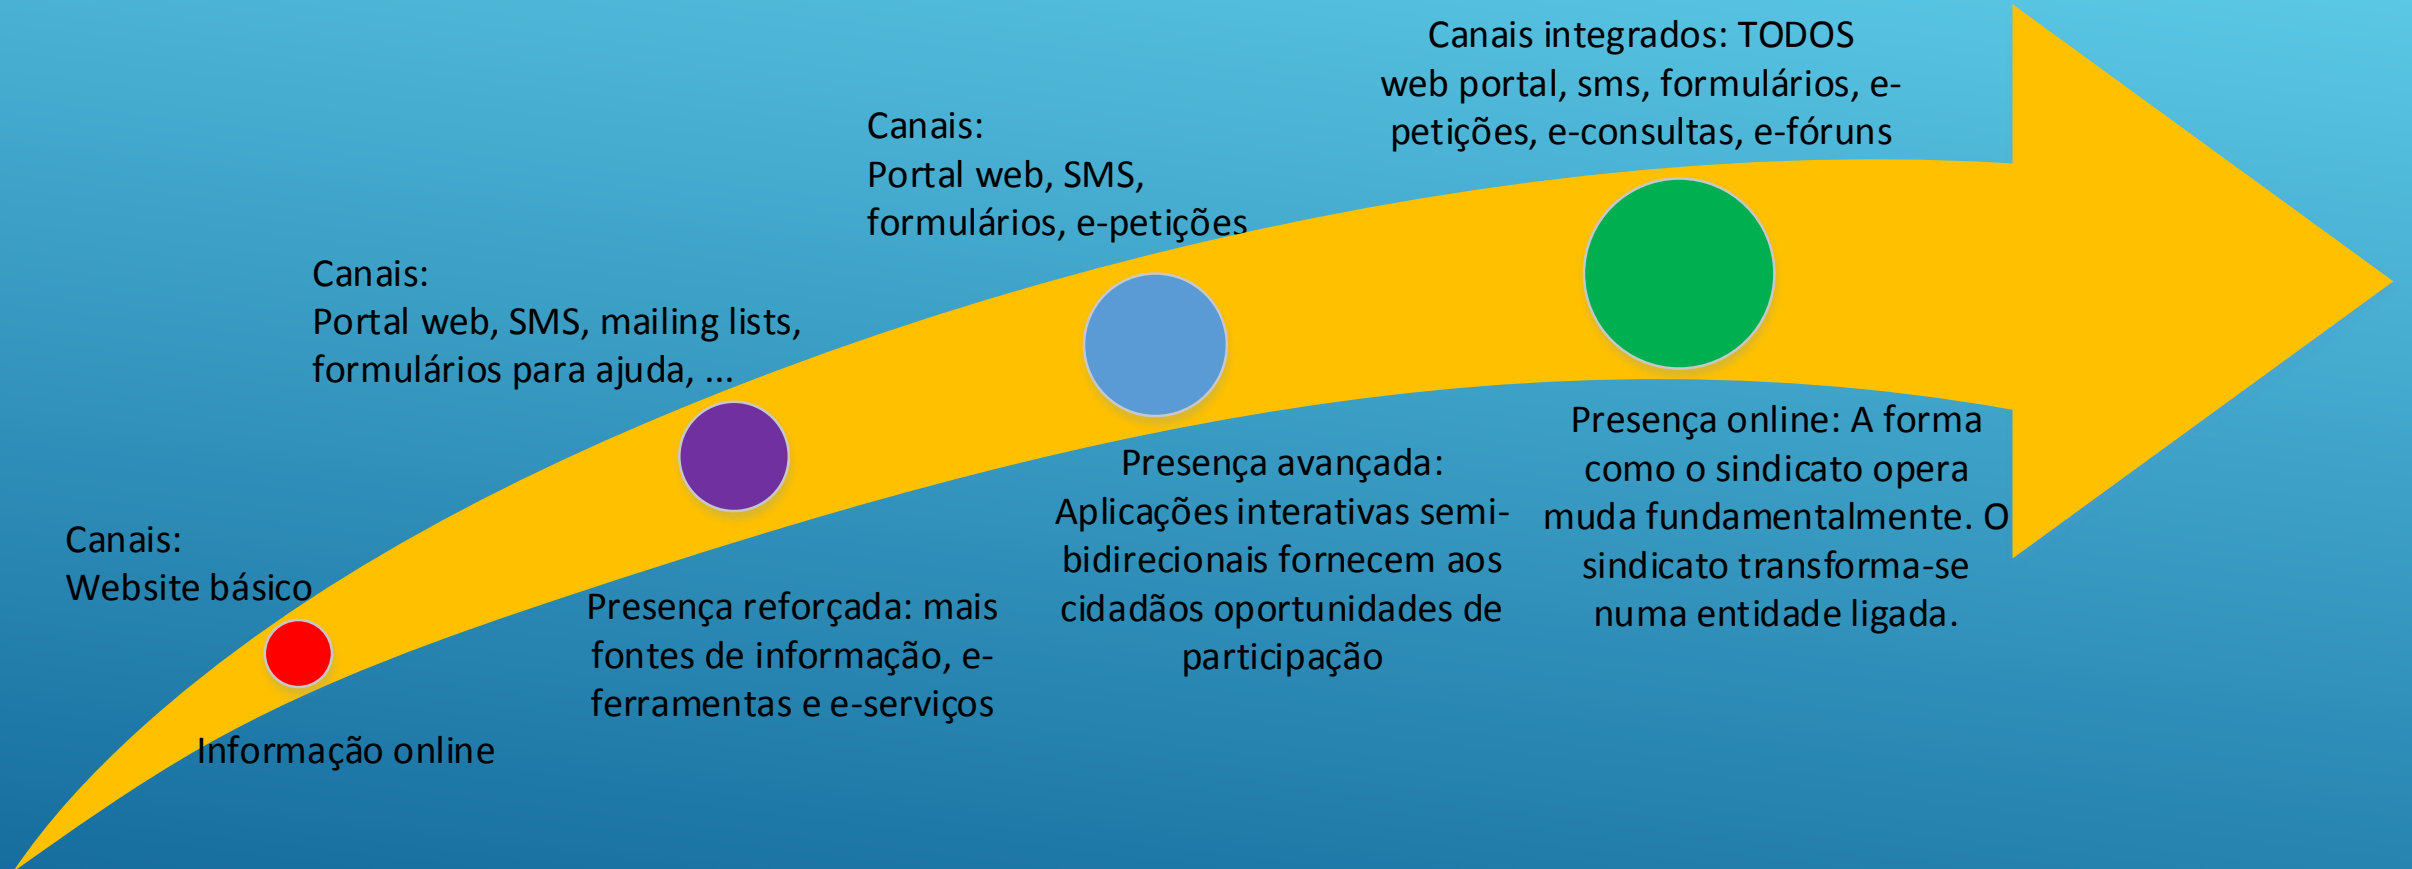 Canais:
Website básico
Informação online
Canais:
Portal web, SMS, mailing lists,
formulários para ajuda, ...
Presença reforçada: mais
fontes de informação, e-
ferramentas e e-serviços
Canais:
Portal web, SMS,
formulários, e-petições
Presença avançada:
Aplicações interativas semi-
bidirecionais fornecem aos
cidadãos oportunidades de
participação
Canais integrados: TODOS
web portal, sms, formulários, e-
petições, e-consultas, e-fóruns
Presença online: A forma
como o sindicato opera
muda fundamentalmente. O
sindicato transforma-se
numa entidade ligada.